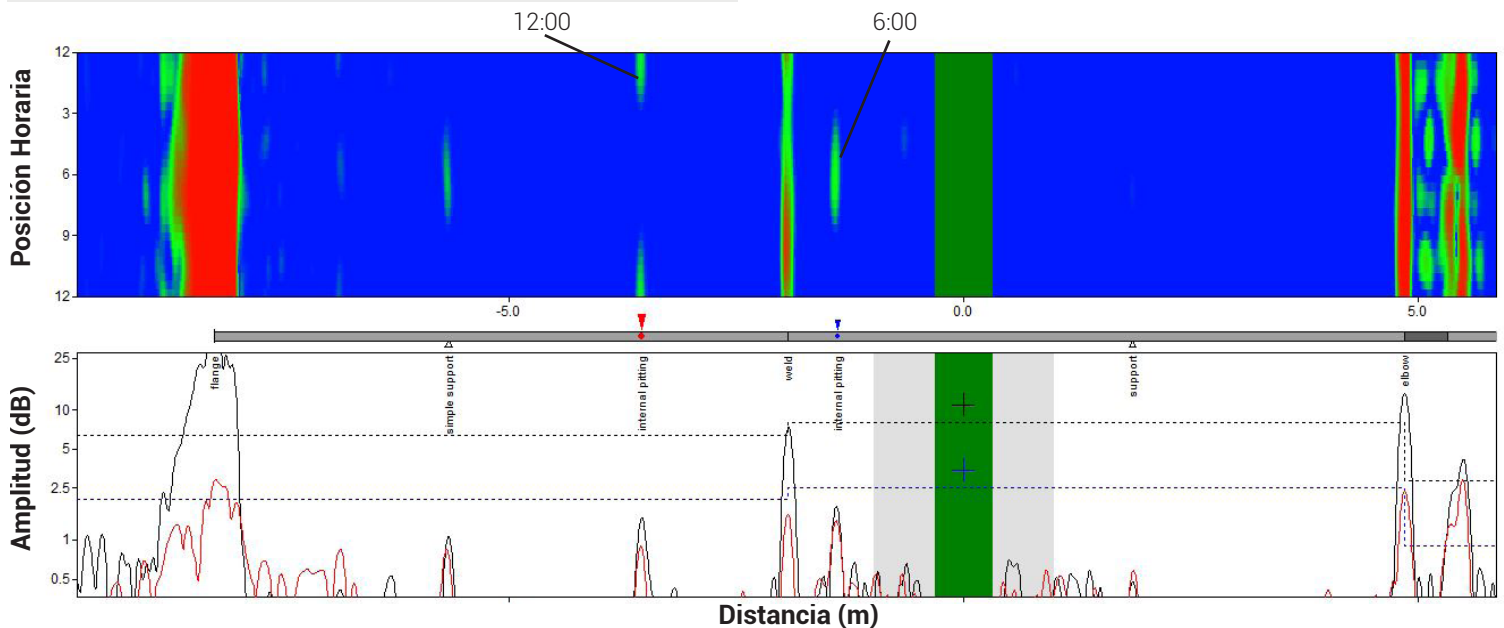 12:00
6:00
Posición Horaria
12
3
6
9
12
-5.0
0.0
5.0
Amplitud (dB)
25
10
5
2.5
1
0.5
flange
simple support
internal pitting
weld
internal pitting
support
elbow
Distancia (m)